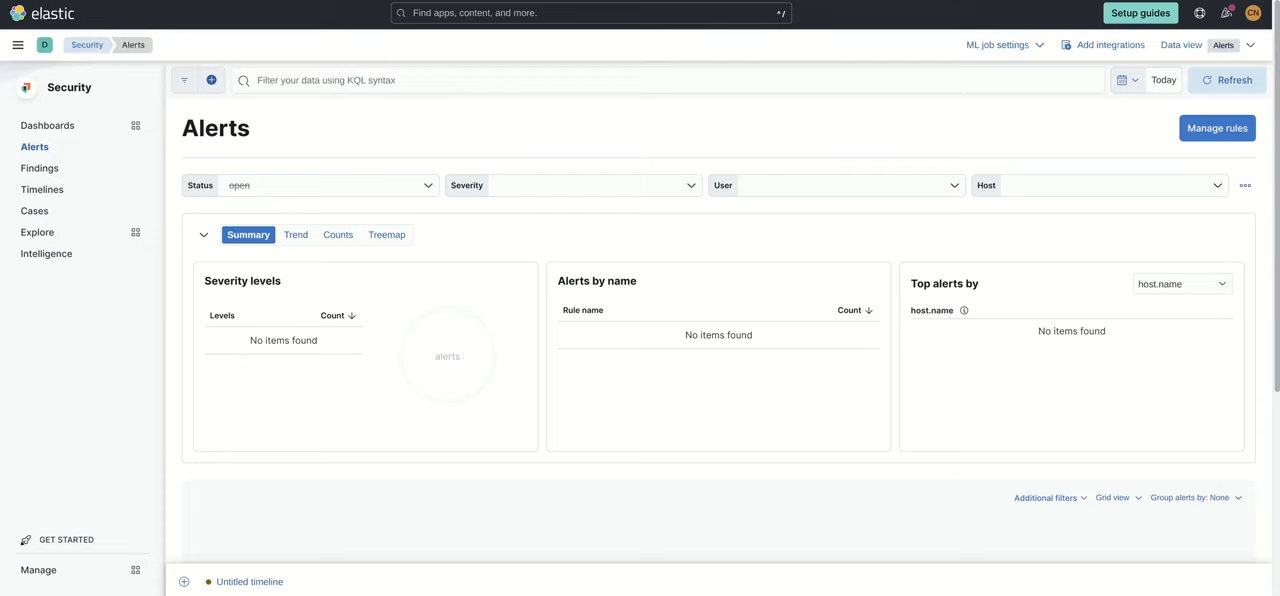 elastic
Find apps, content, and more.
^/
Setup guides
CN
D
Security
Alerts
ML job settings
Add integrations
Data view
Alerts
Security
Filter your data using KQL syntax
Today
Refresh
Dashboards
Alerts
Findings
Timelines
Cases
Explore
Intelligence
Alerts
Manage rules
Status
open
Severity
User
Host
Summary
Trend
Counts
Treemap
Severity levels
Levels
Count
No items found
alerts
Alerts by name
Rule name
Count
No items found
Top alerts by
host.name
host.name
No items found
Additional filters
Grid view
Group alerts by: None
GET STARTED
Manage
Untitled timeline